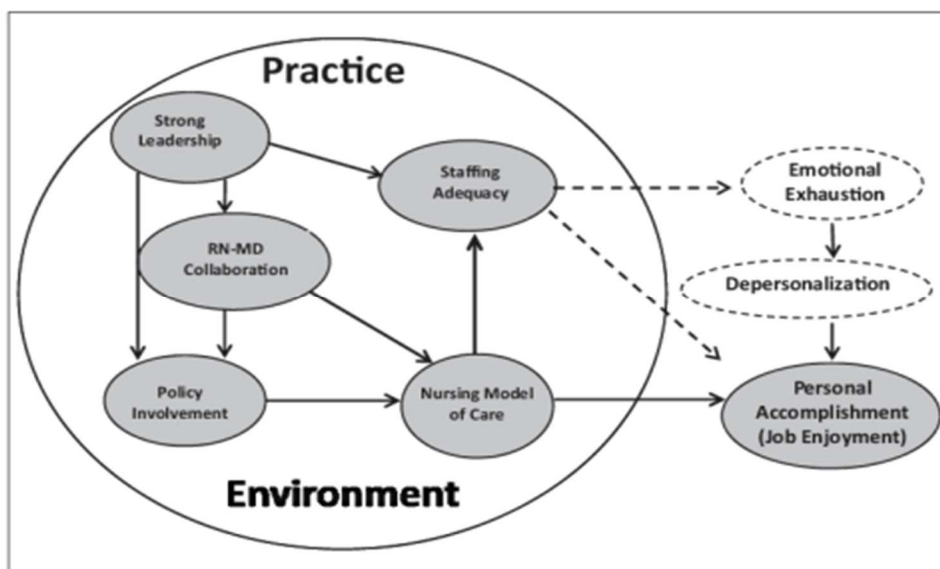 Practice
Strong
Leadership
Staffing
Adequacy
Emotional
Exhaustion
RN-MD
Collaboration
Depersonalization
Policy
Involvement
Nursing Model
of Care
Personal
Accomplishment
(Job Enjoyment)
Environment